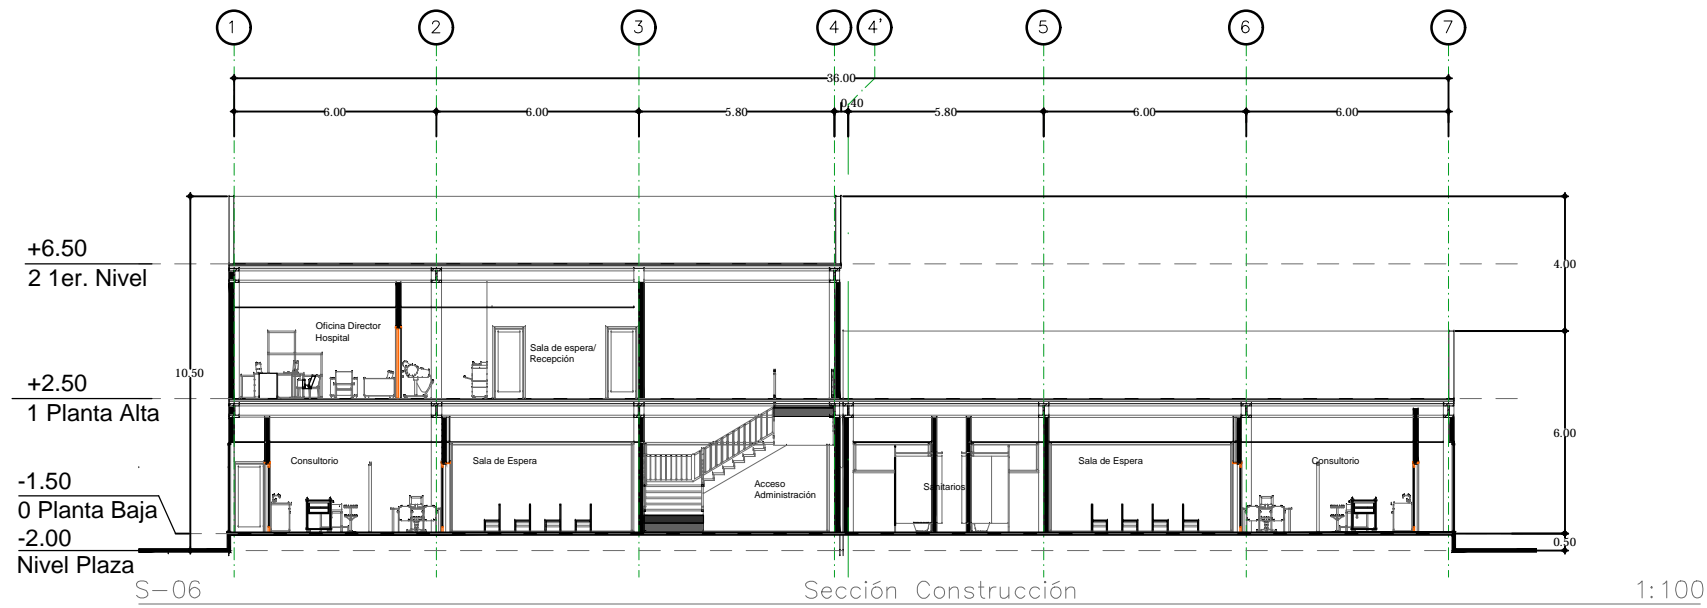 1 2 3 4 4' 5 6 7
36.00
0.40
6.00 6.00 5.80 5.80 6.00 6.00
+6.50
2 1er. Nivel
4.00
Oficina Director
Hospital
Sala de espera/
Recepción
10.50
+2.50
1 Planta Alta
6.00
Consultorio
Sala de Espera
Sala de Espera
Consultorio
Acceso
Administración
Sanitarios
-1.50
0 Planta Baja
-2.00
Nivel Plaza
0.50
S-06 Sección Construcción 1:100